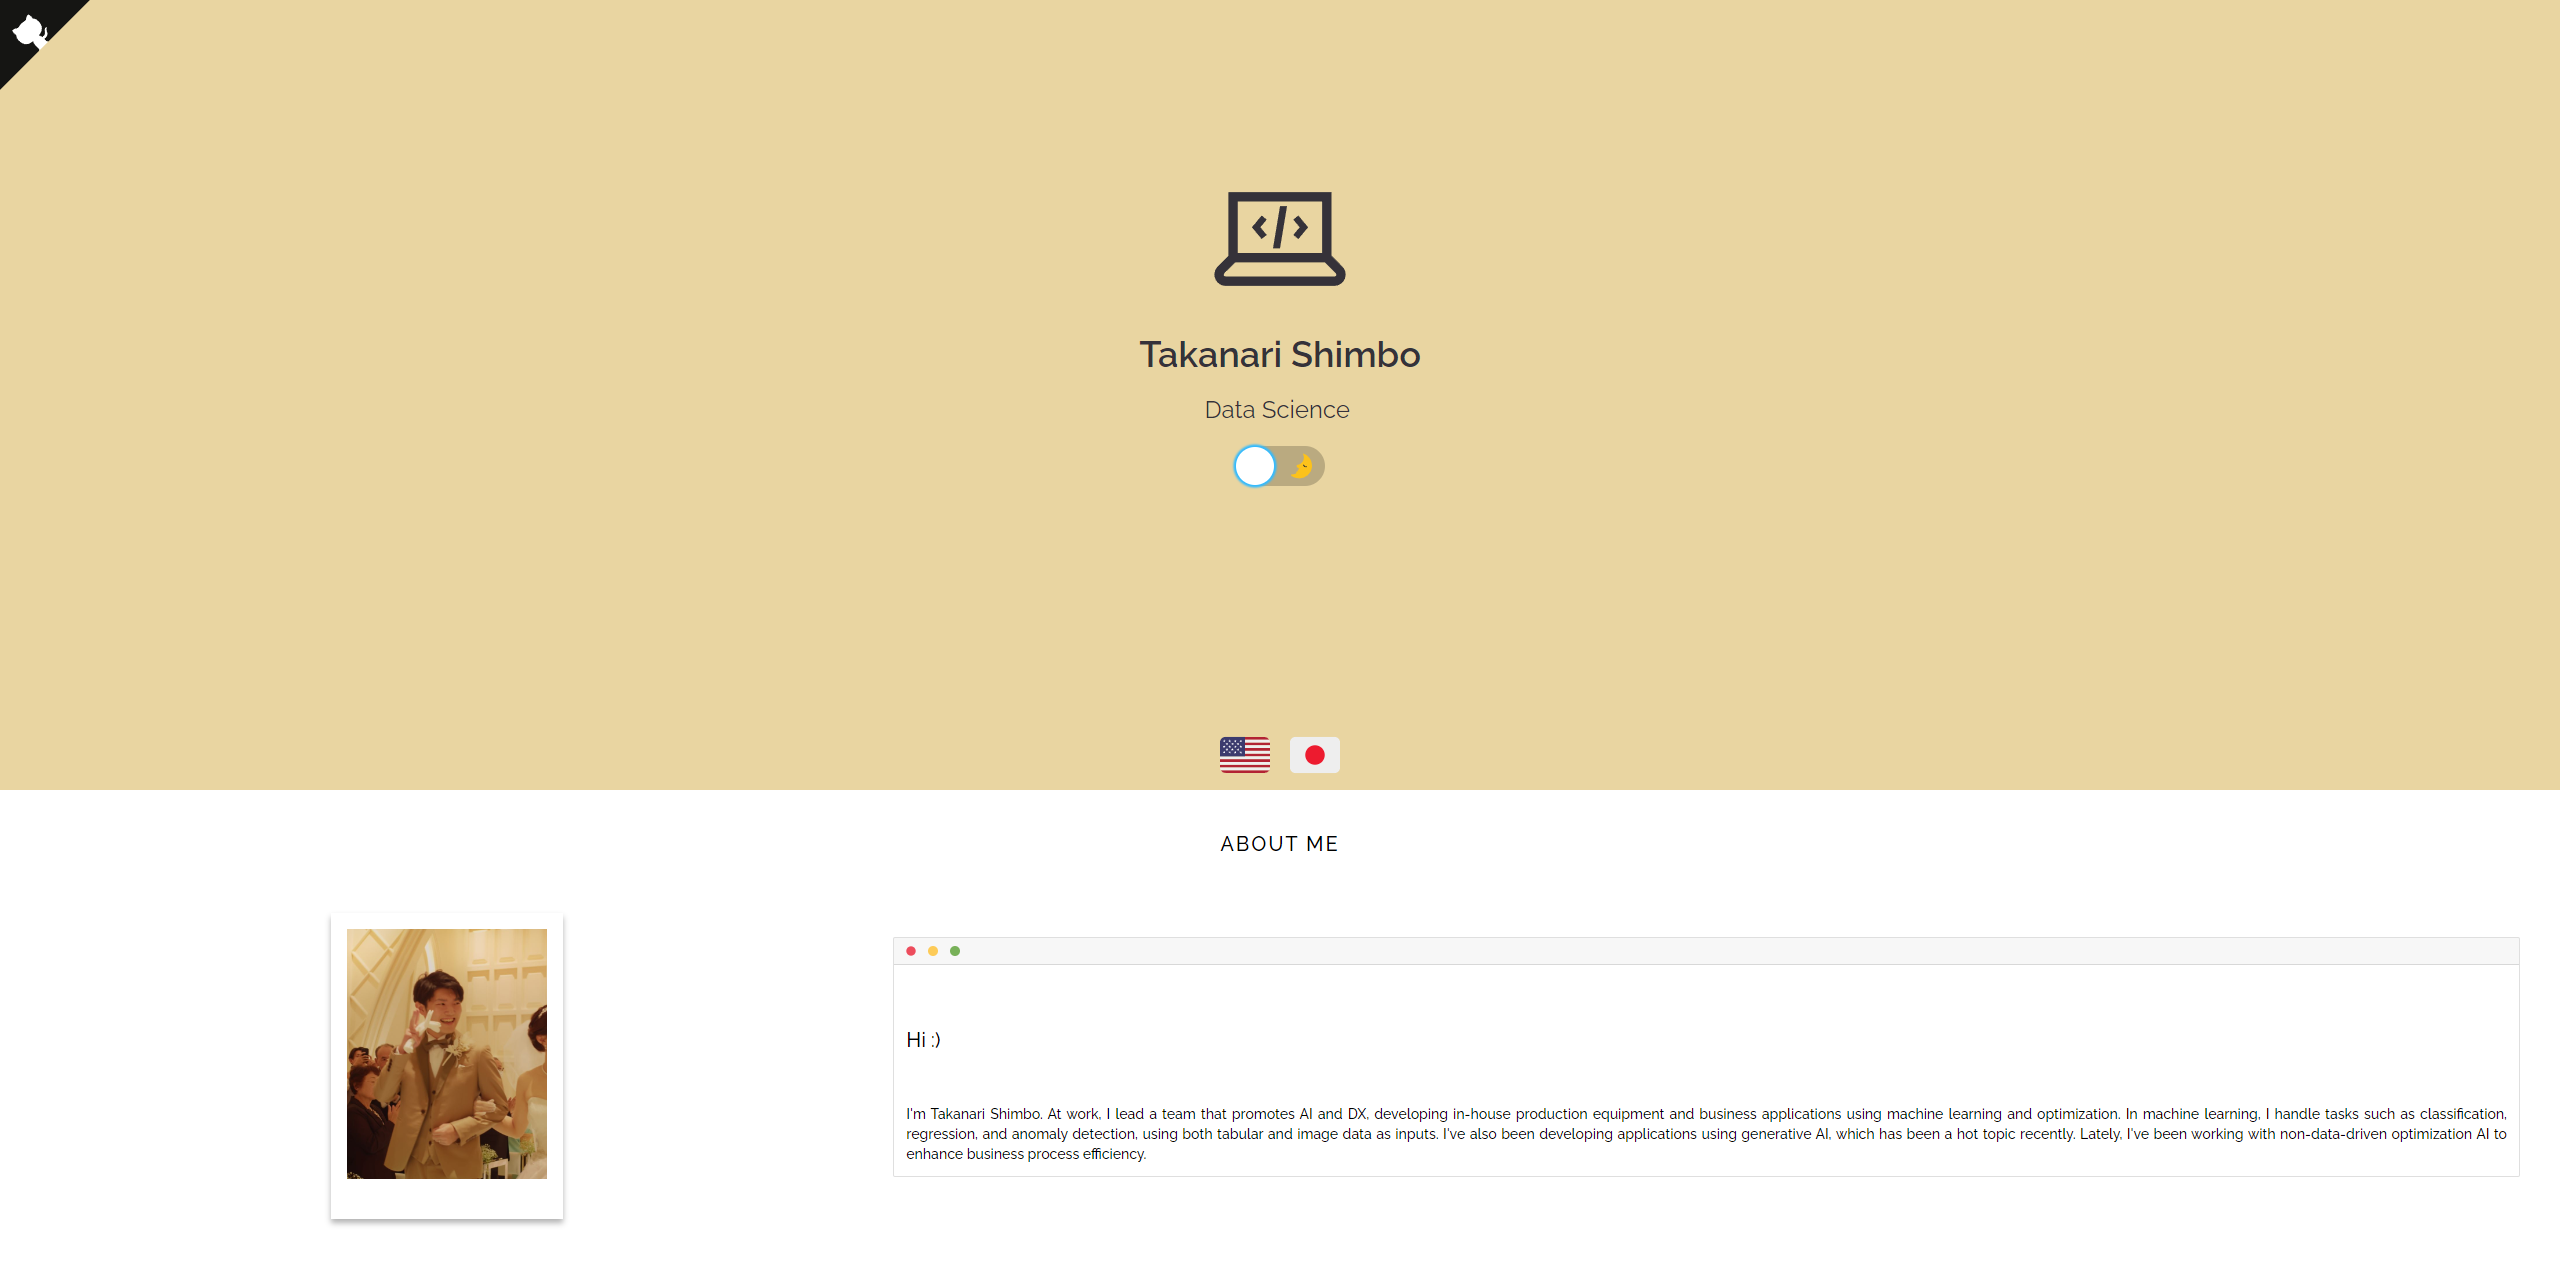 </>
Takanari Shimbo
Data Science
ABOUT ME
Hi :)
I'm Takanari Shimbo. At work, I lead a team that promotes AI and DX, developing in-house production equipment and business applications using machine learning and optimization. In machine learning, I handle tasks such as classification,
regression, and anomaly detection, using both tabular and image data as inputs. I've also been developing applications using generative AI, which has been a hot topic recently. Lately, I've been working with non-data-driven optimization AI to
enhance business process efficiency.